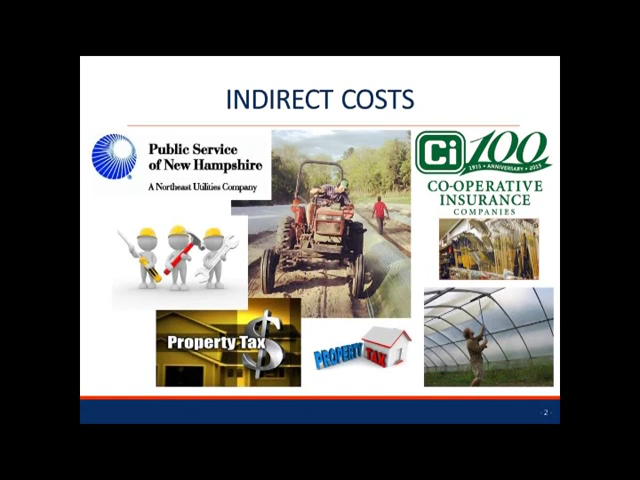 INDIRECT COSTS
Public Service
of New Hampshire
A Northeast Utilities Company
Ci 100
1915 • ANNIVERSARY • 2015
CO-OPERATIVE
INSURANCE
COMPANIES
Property Tax
$
PROPERTY TAX
- 2 -